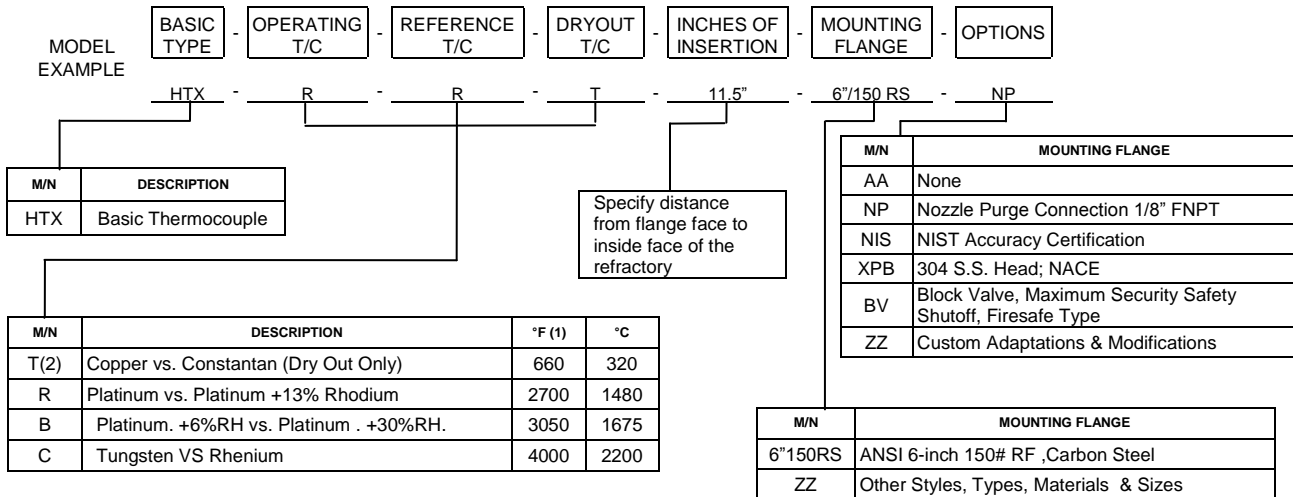 MODEL
EXAMPLE
BASIC
TYPE
-
OPERATING
T/C
-
REFERENCE
T/C
-
DRYOUT
T/C
-
INCHES OF
INSERTION
-
MOUNTING
FLANGE
-
OPTIONS
HTX - R - R - T - 11.5" - 6"/150 RS - NP
M/N DESCRIPTION
HTX Basic Thermocouple
Specify distance
from flange face to
inside face of the
refractory
M/N MOUNTING FLANGE
AA None
NP Nozzle Purge Connection 1/8" FNPT
NIS NIST Accuracy Certification
XPB 304 S.S. Head; NACE
BV Block Valve, Maximum Security Safety
Shutoff, Firesafe Type
ZZ Custom Adaptations & Modifications
M/N DESCRIPTION °F (1) °C
T(2) Copper vs. Constantan (Dry Out Only) 660 320
R Platinum vs. Platinum +13% Rhodium 2700 1480
B Platinum. +6%RH vs. Platinum . +30%RH. 3050 1675
C Tungsten VS Rhenium 4000 2200
M/N MOUNTING FLANGE
6"150RS ANSI 6-inch 150# RF ,Carbon Steel
ZZ Other Styles, Types, Materials & Sizes